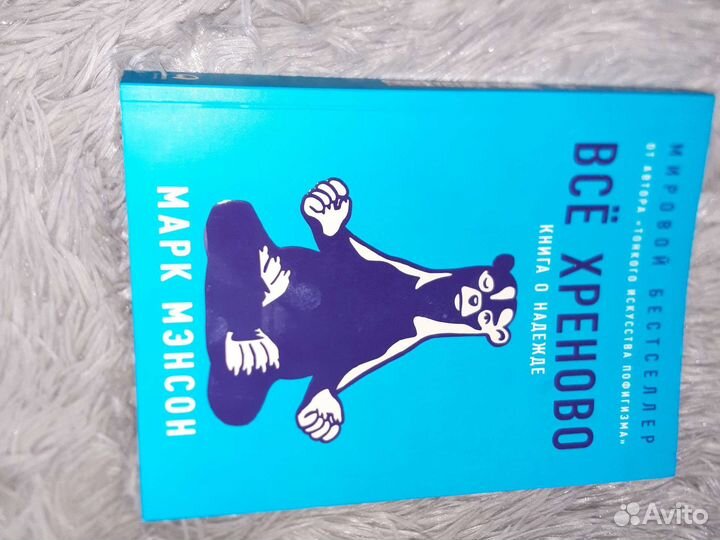 МИРОВОЙ БЕСТСЕЛЛЕР
ОТ АВТОРА «ТОНКОГО ИСКУССТВА ПОФИГИЗМА»
ВСЁ ХРЕНОВО
КНИГА О НАДЕЖДЕ
МАРК МЭНСОН
Avito